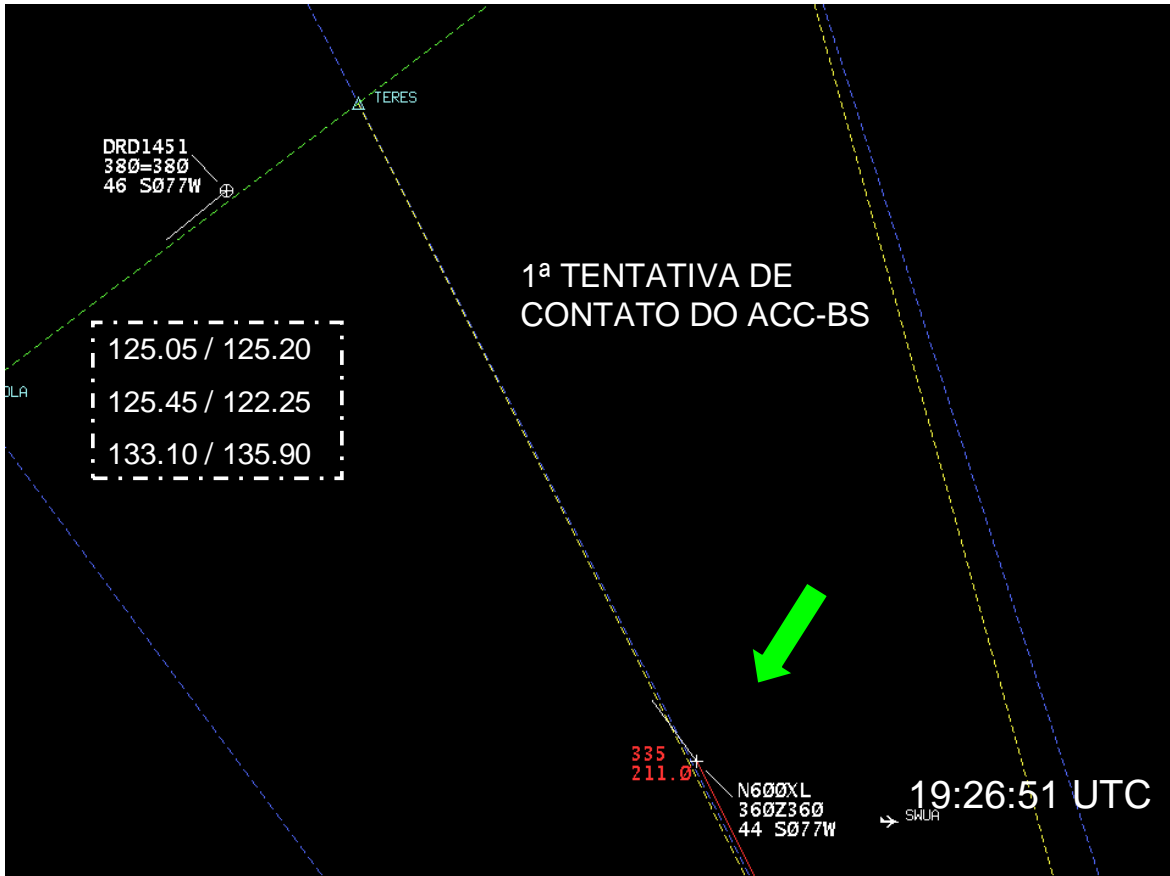 TERES
DRD1451
380=380
46 S077W
1ª TENTATIVA DE
CONTATO DO ACC-BS
125.05 / 125.20
125.45 / 122.25
133.10 / 135.90
OLA
335
211.0
N600XL
360Z360
44 S077W
SWUA
19:26:51 UTC